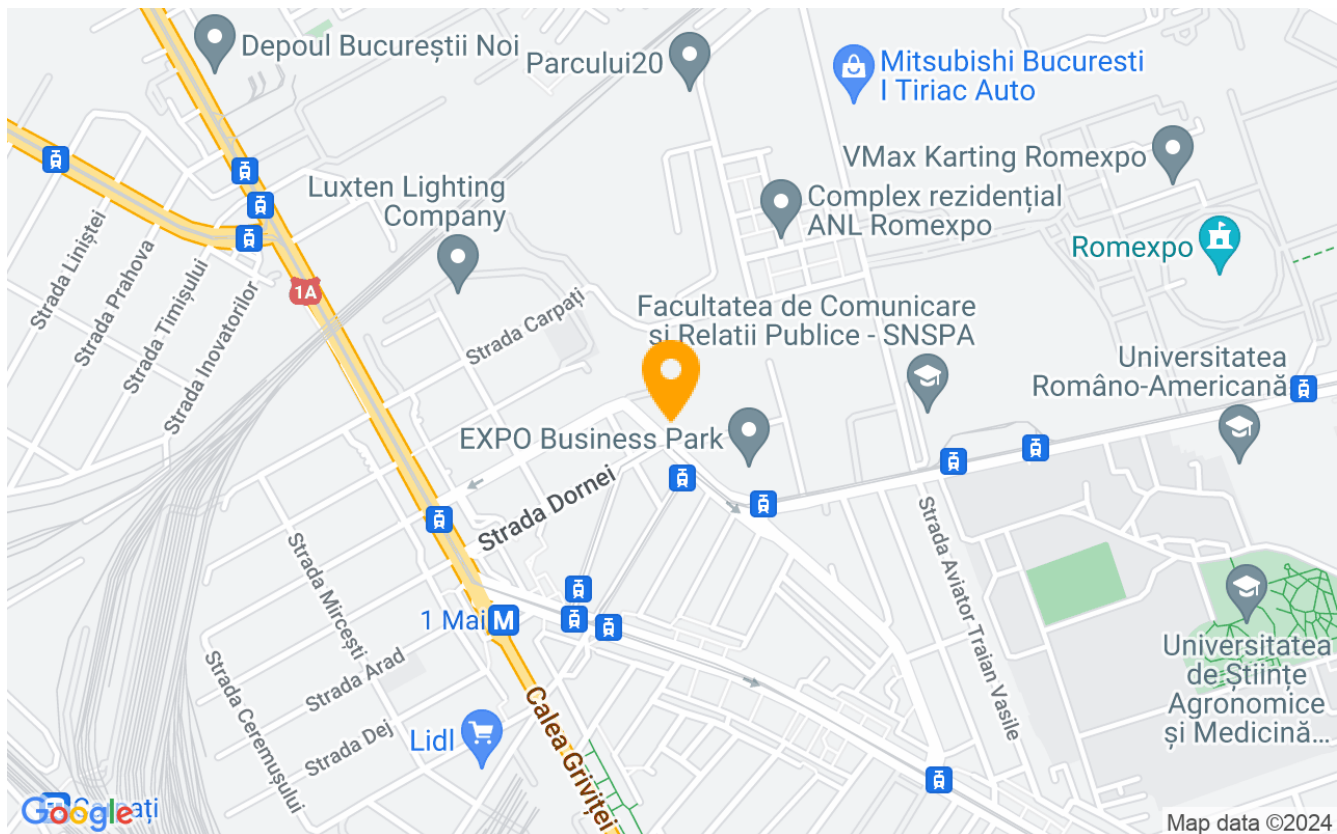 Depoul Bucureștii Noi
Parcului20
Mitsubishi Bucuresti
I Tiriac Auto
VMax Karting Romexpo
Luxten Lighting
Company
Complex rezidențial
ANL Romexpo
Romexpo
Strada Liniștei
Strada Prahova
Strada Timișului
Strada Inovatorilor
1A
Strada Carpați
Facultatea de Comunicare
si Relatii Publice - SNSPA
Universitatea
Româno-Americană
EXPO Business Park
Strada Dornei
Strada Aviator Traian Vasile
Strada Mircești
1 Mai
M
Strada Arad
Strada Ceremușului
Strada Dej
Lidl
Calea Griviței
Universitatea
de Științe
Agronomice
și Medicină...
Google
Map data ©2024